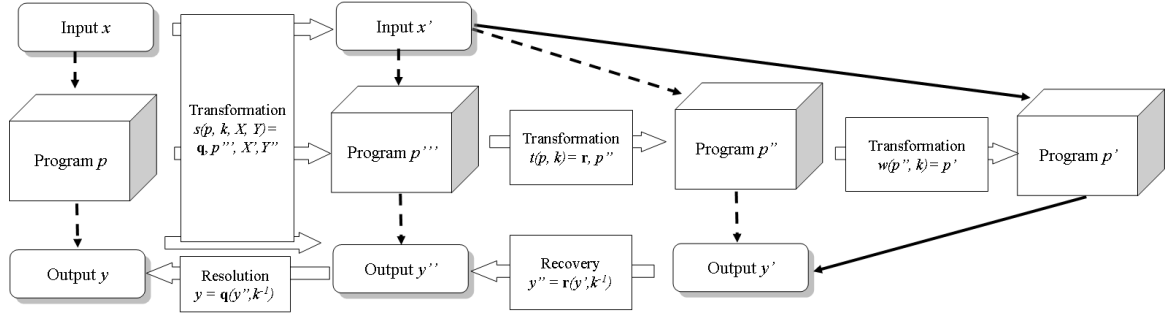 Input x
Input x’
Transformation
s(p, k, X, Y)=
q, p’’’, X’,Y’’
Program p
Program p’’’
Transformation
t(p, k)= r, p’’
Program p’’
Transformation
w(p’’, k)= p’
Program p’
Output y
Resolution
y = q(y’’,k-1)
Output y’’
Recovery
y’’ = r(y’,k-1)
Output y’